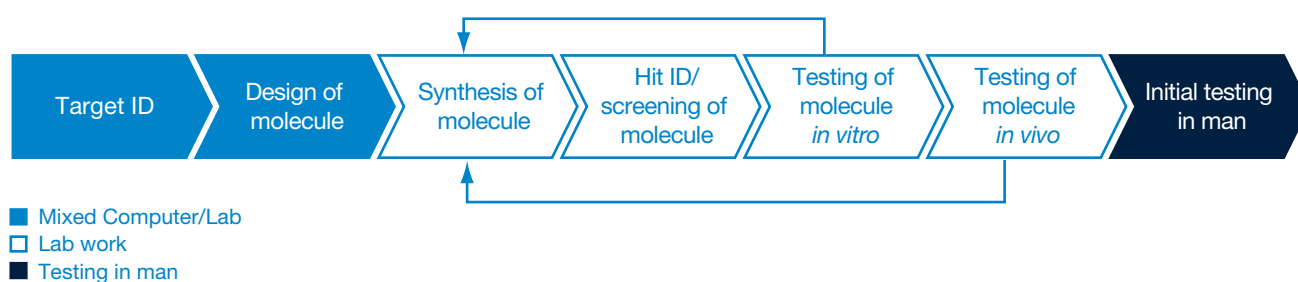 Target ID
Design of
molecule
Synthesis of
molecule
Hit ID/
screening of
molecule
Testing of
molecule
in vitro
Testing of
molecule
in vivo
Initial testing
in man
Mixed Computer/Lab
Lab work
Testing in man